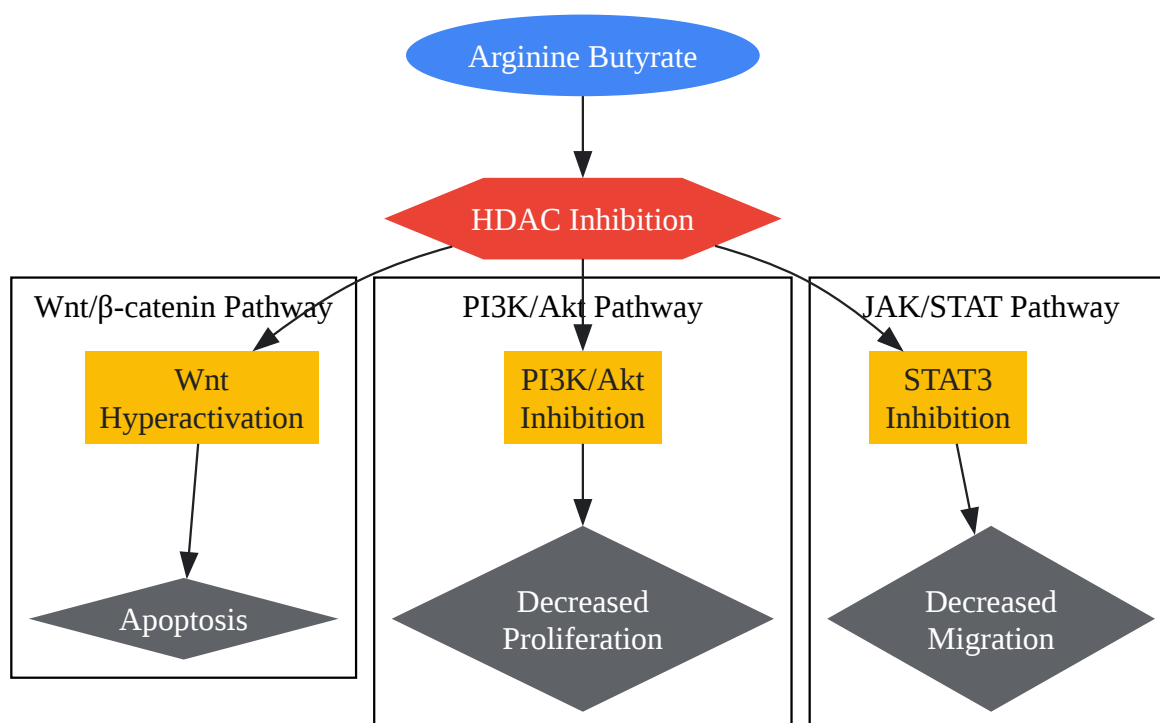 Arginine Butyrate
HDAC Inhibition
Wnt/β-catenin Pathway
PI3K/Akt Pathway
JAK/STAT Pathway
Wnt
Hyperactivation
PI3K/Akt
Inhibition
STAT3
Inhibition
Apoptosis
Decreased
Proliferation
Decreased
Migration